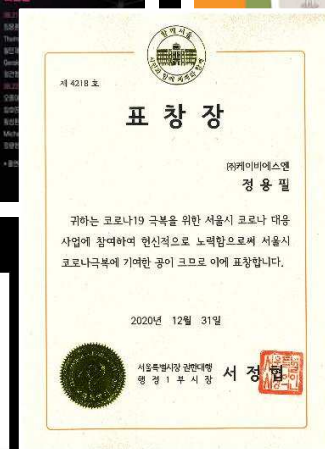 제 4218 호
표 창 장
㈜케이비에스엔
정 용 필
귀하는 코로나19 극복을 위한 서울시 코로나 대응
사업에 참여하여 헌신적으로 노력함으로써 서울시
코로나극복에 기여한 공이 크므로 이에 표창합니다.
2020년 12월 31일
서울특별시장 권한대행
행 정 1 부 시 장 서 정 협